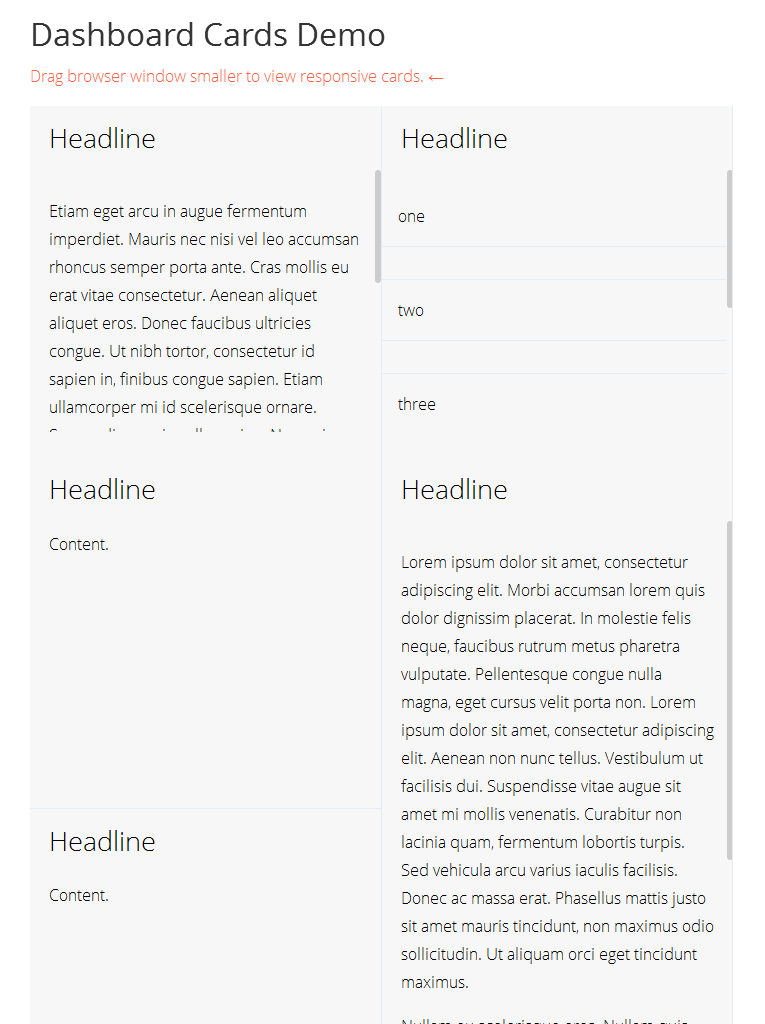 Dashboard Cards Demo
Drag browser window smaller to view responsive cards. ←
Headline
Etiam eget arcu in augue fermentum
imperdiet. Mauris nec nisi vel leo accumsan
rhoncus semper porta ante. Cras mollis eu
erat vitae consectetur. Aenean aliquet
aliquet eros. Donec faucibus ultricies
congue. Ut nibh tortor, consectetur id
sapien in, finibus congue sapien. Etiam
ullamcorper mi id scelerisque ornare.
Headline
one
two
three
Headline
Content.
Headline
Lorem ipsum dolor sit amet, consectetur
adipiscing elit. Morbi accumsan lorem quis
dolor dignissim placerat. In molestie felis
neque, faucibus rutrum metus pharetra
vulputate. Pellentesque congue nulla
magna, eget cursus velit porta non. Lorem
ipsum dolor sit amet, consectetur adipiscing
elit. Aenean non nunc tellus. Vestibulum ut
facilisis dui. Suspendisse vitae augue sit
amet mi mollis venenatis. Curabitur non
lacinia quam, fermentum lobortis turpis.
Sed vehicula arcu varius iaculis facilisis.
Donec ac massa erat. Phasellus mattis justo
sit amet mauris tincidunt, non maximus odio
sollicitudin. Ut aliquam orci eget tincidunt
maximus.
Headline
Content.